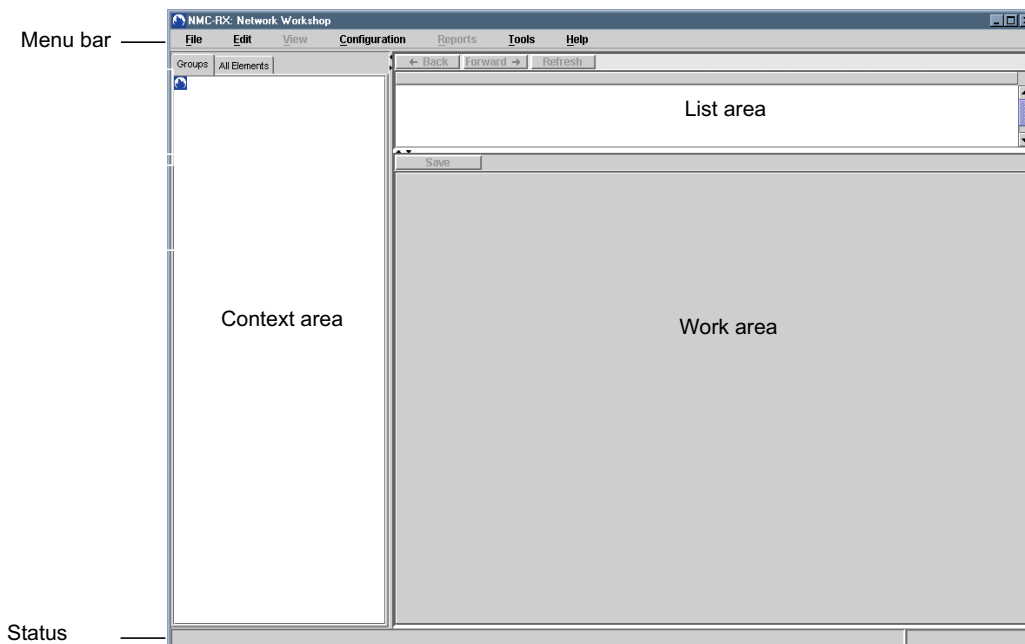 NMC-RX: Network Workshop
Menu bar
File Edit View Configuration Reports Tools Help
Groups All Elements
← Back Forward → Refresh
List area
Save
Context area
Work area
Status